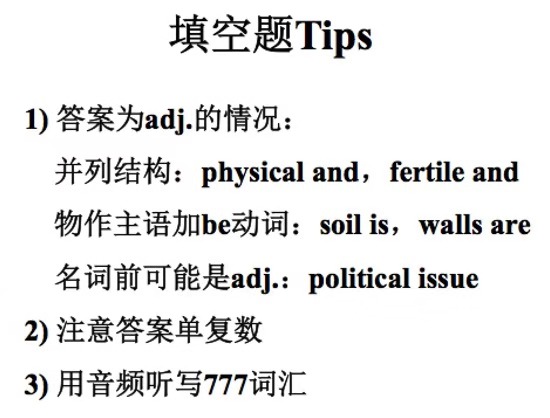 填空题Tips
1) 答案为adj.的情况：
并列结构：physical and，fertile and
物作主语加be动词：soil is，walls are
名词前可能是adj.：political issue
2) 注意答案单复数
3) 用音频听写777词汇